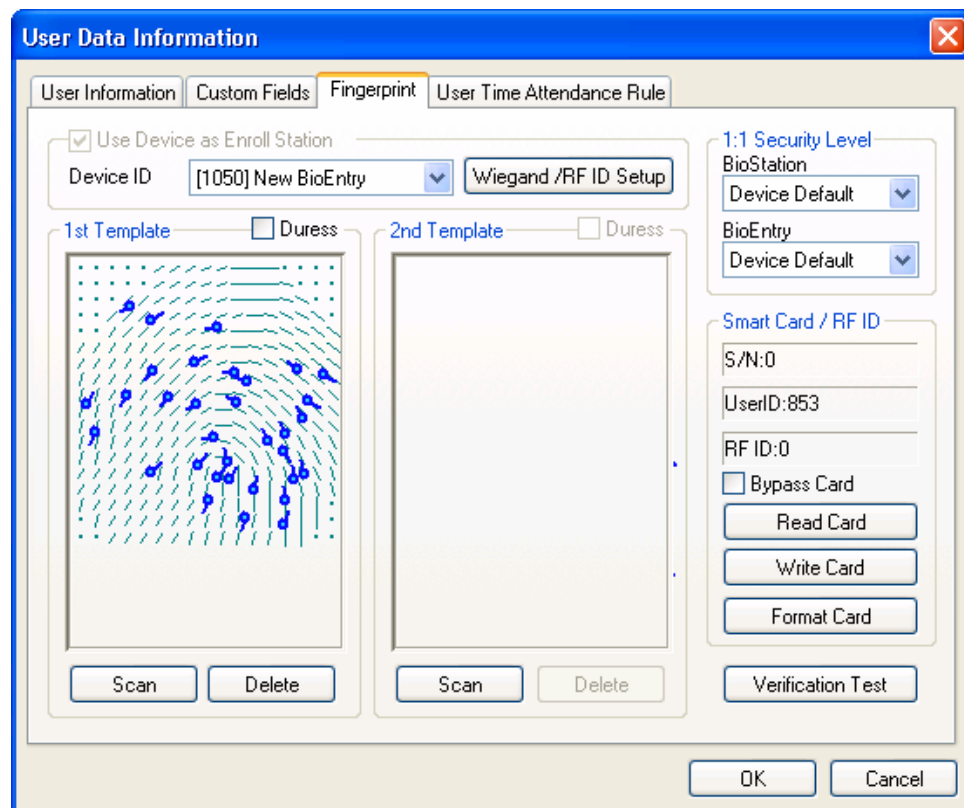 User Data Information
User Information Custom Fields Fingerprint User Time Attendance Rule
Use Device as Enroll Station
Device ID [1050] New BioEntry Wiegand /RF ID Setup
1st Template Duress
2nd Template Duress
Scan Delete
Scan Delete
1:1 Security Level
BioStation
Device Default
BioEntry
Device Default
Smart Card / RF ID
S/N:0
UserID:853
RF ID:0
Bypass Card
Read Card
Write Card
Format Card
Verification Test
OK Cancel